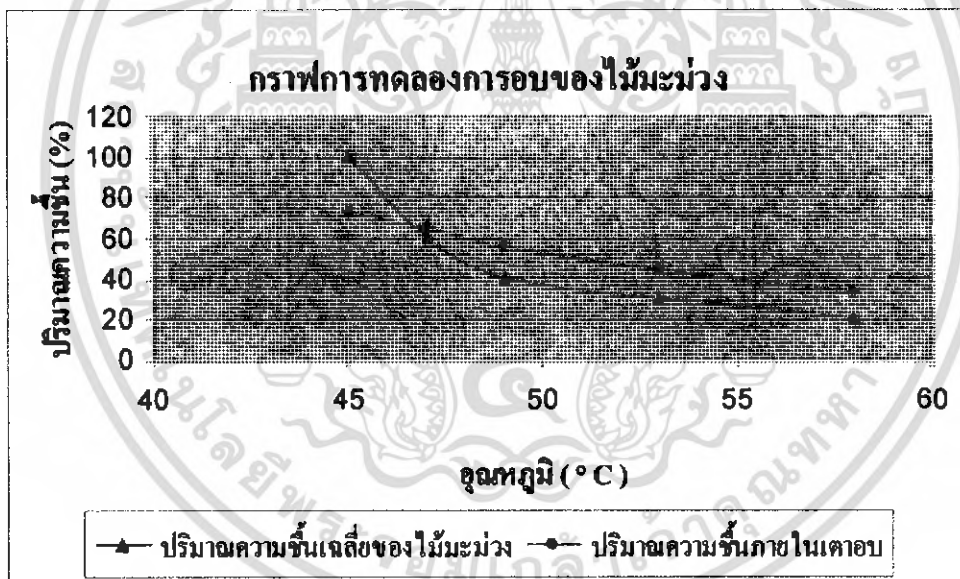 กราฟการทดลองการอบของไม้มะม่วง
ปริมาณความชื้น (%)
120
100
80
60
40
20
0
40 45 50 55 60
อุณหภูมิ (°C)
ปริมาณความชื้นเฉลี่ยของไม้มะม่วง ปริมาณความชื้นภายในเตาอบ